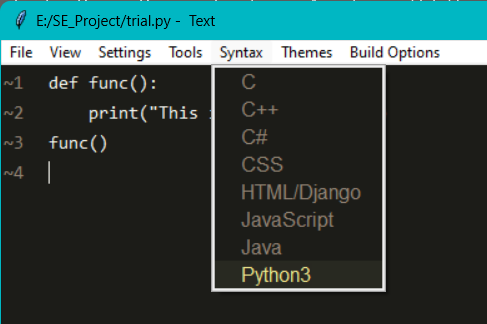 E:/SE_Project/trial.py - Text
File View Settings Tools Syntax Themes Build Options
~1 def func():
~2 print("This
~3 func()
~4
C
C++
C#
CSS
HTML/Django
JavaScript
Java
Python3